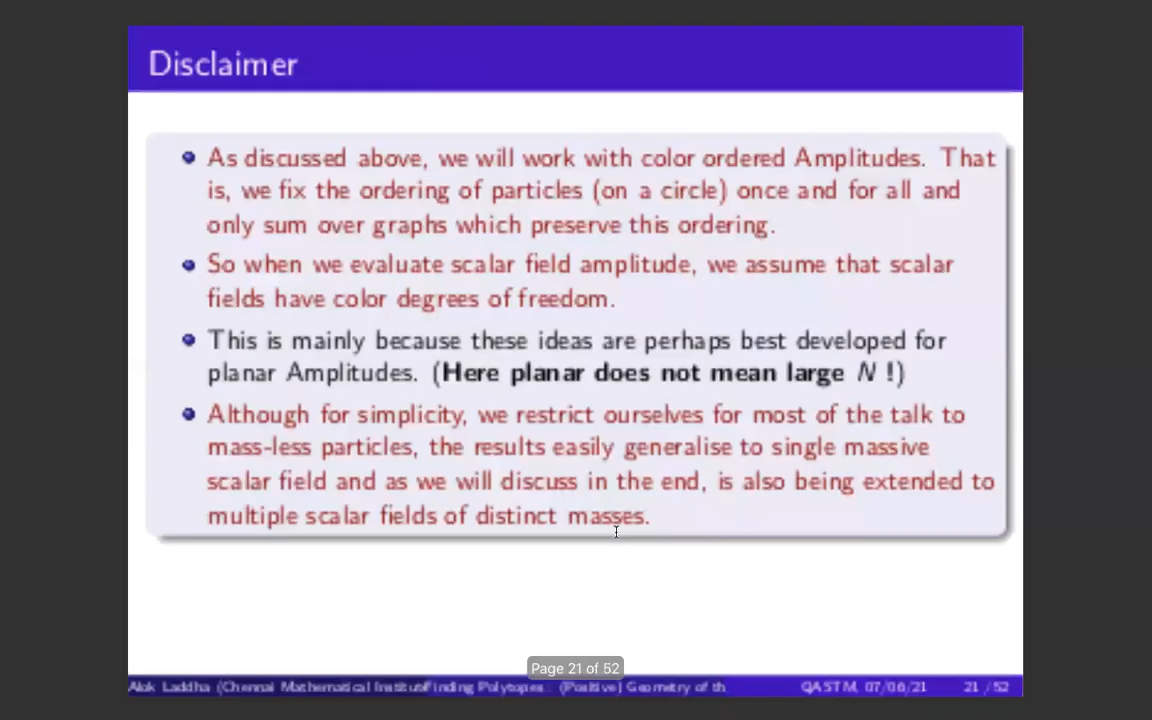 Disclaimer
As discussed above, we will work with color ordered Amplitudes. That
is, we fix the ordering of particles (on a circle) once and for all and
only sum over graphs which preserve this ordering.
So when we evaluate scalar field amplitude, we assume that scalar
fields have color degrees of freedom.
This is mainly because these ideas are perhaps best developed for
planar Amplitudes. (Here planar does not mean large N !)
Although for simplicity, we restrict ourselves for most of the talk to
mass-less particles, the results easily generalise to single massive
scalar field and as we will discuss in the end, is also being extended to
multiple scalar fields of distinct masses.
Page 21 of 52
Alok Laddha (Chennai Mathematical Institute Finding Polytopes : (Positive) Geometry of th QASTM, 07/06/21 21 / 52